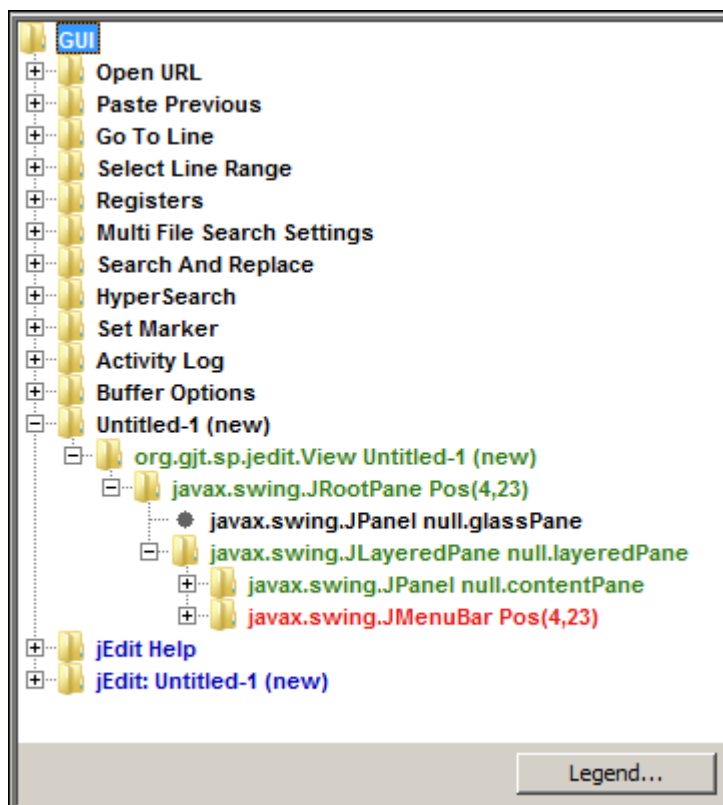 GUI
Open URL
Paste Previous
Go To Line
Select Line Range
Registers
Multi File Search Settings
Search And Replace
HyperSearch
Set Marker
Activity Log
Buffer Options
Untitled-1 (new)
org.gjt.sp.jedit.View Untitled-1 (new)
javax.swing.JRootPane Pos(4,23)
javax.swing.JPanel null.glassPane
javax.swing.JLayeredPane null.layeredPane
javax.swing.JPanel null.contentPane
javax.swing.JMenuBar Pos(4,23)
jEdit Help
jEdit: Untitled-1 (new)
Legend...